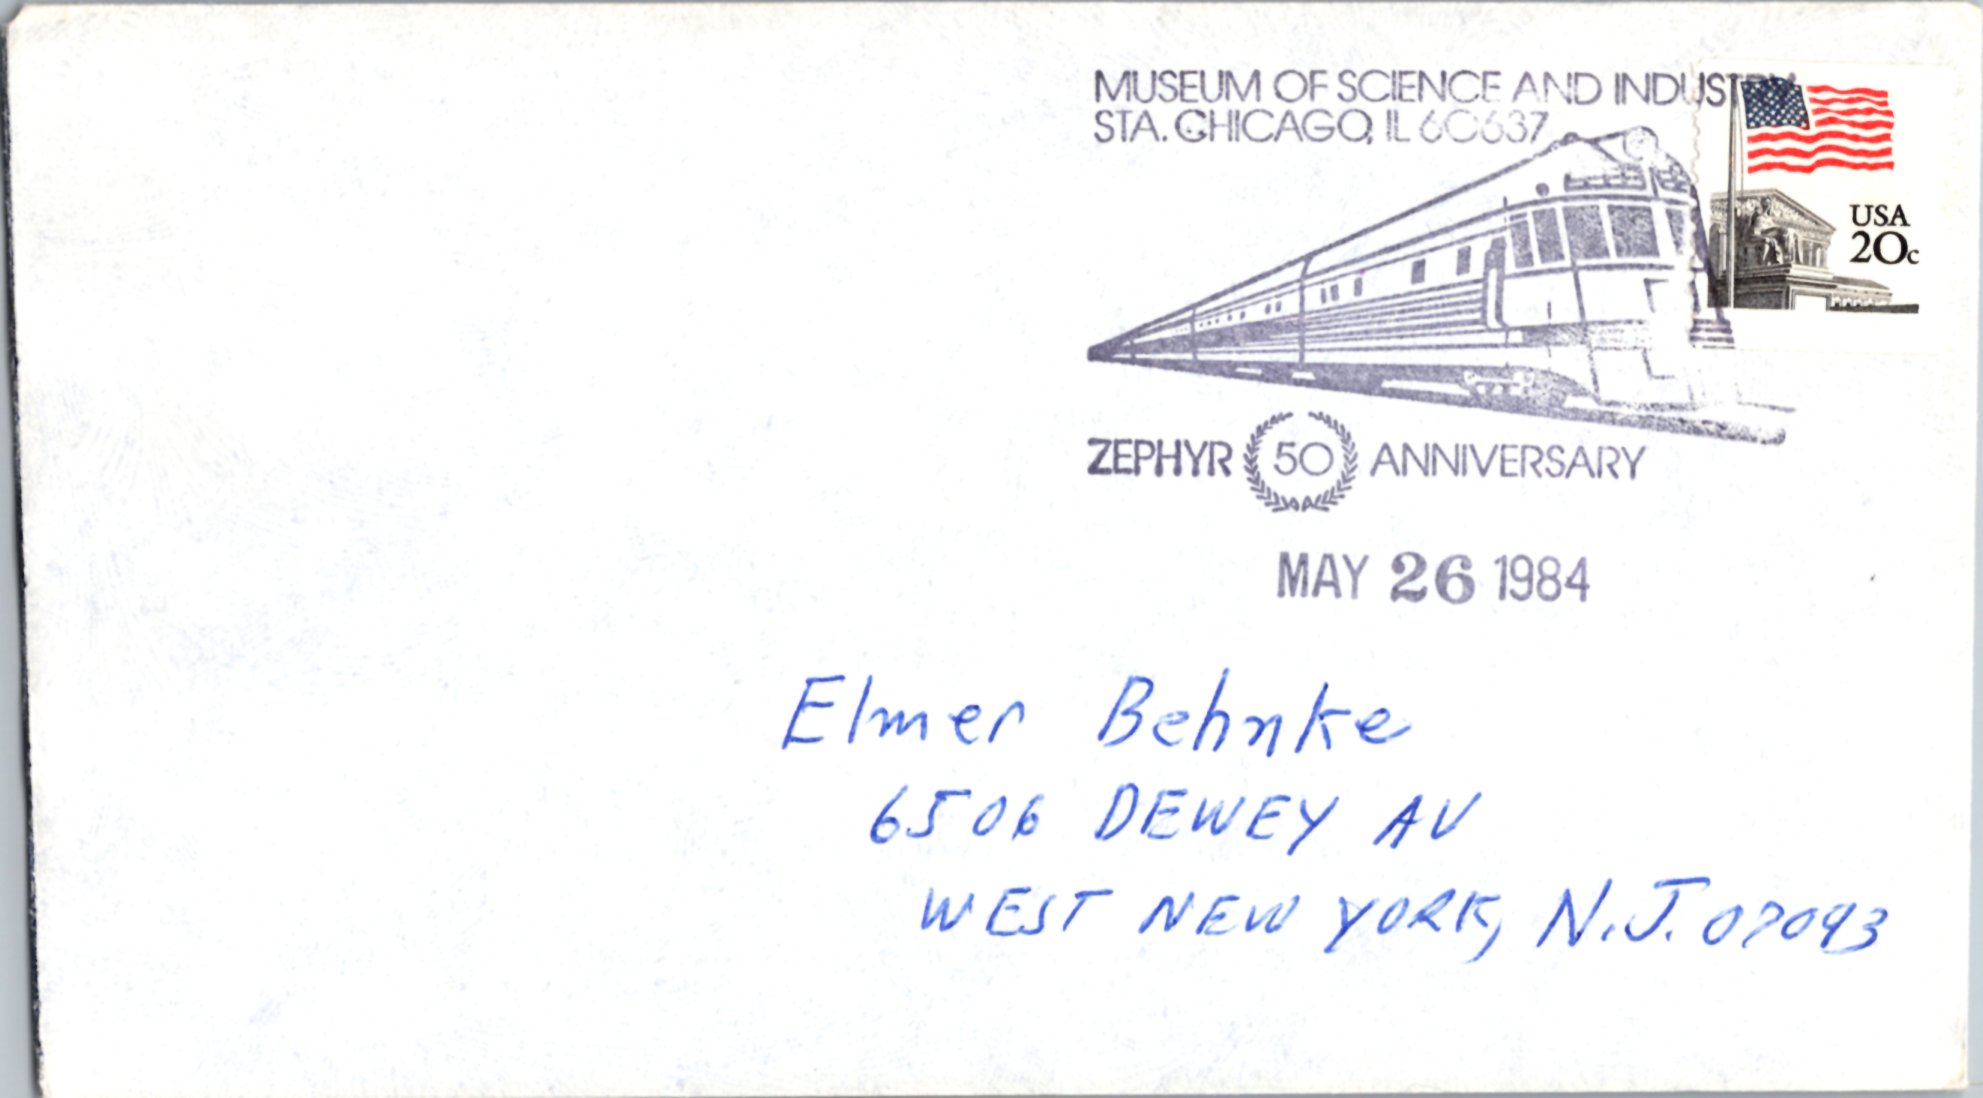 MUSEUM OF SCIENCE AND INDUSTRY
STA. CHICAGO, IL 60637
USA
20c
ZEPHYR 50 ANNIVERSARY
MAY 26 1984
Elmer Behnke
6506 DEWEY AV
WEST NEW YORK, N.J. 07093